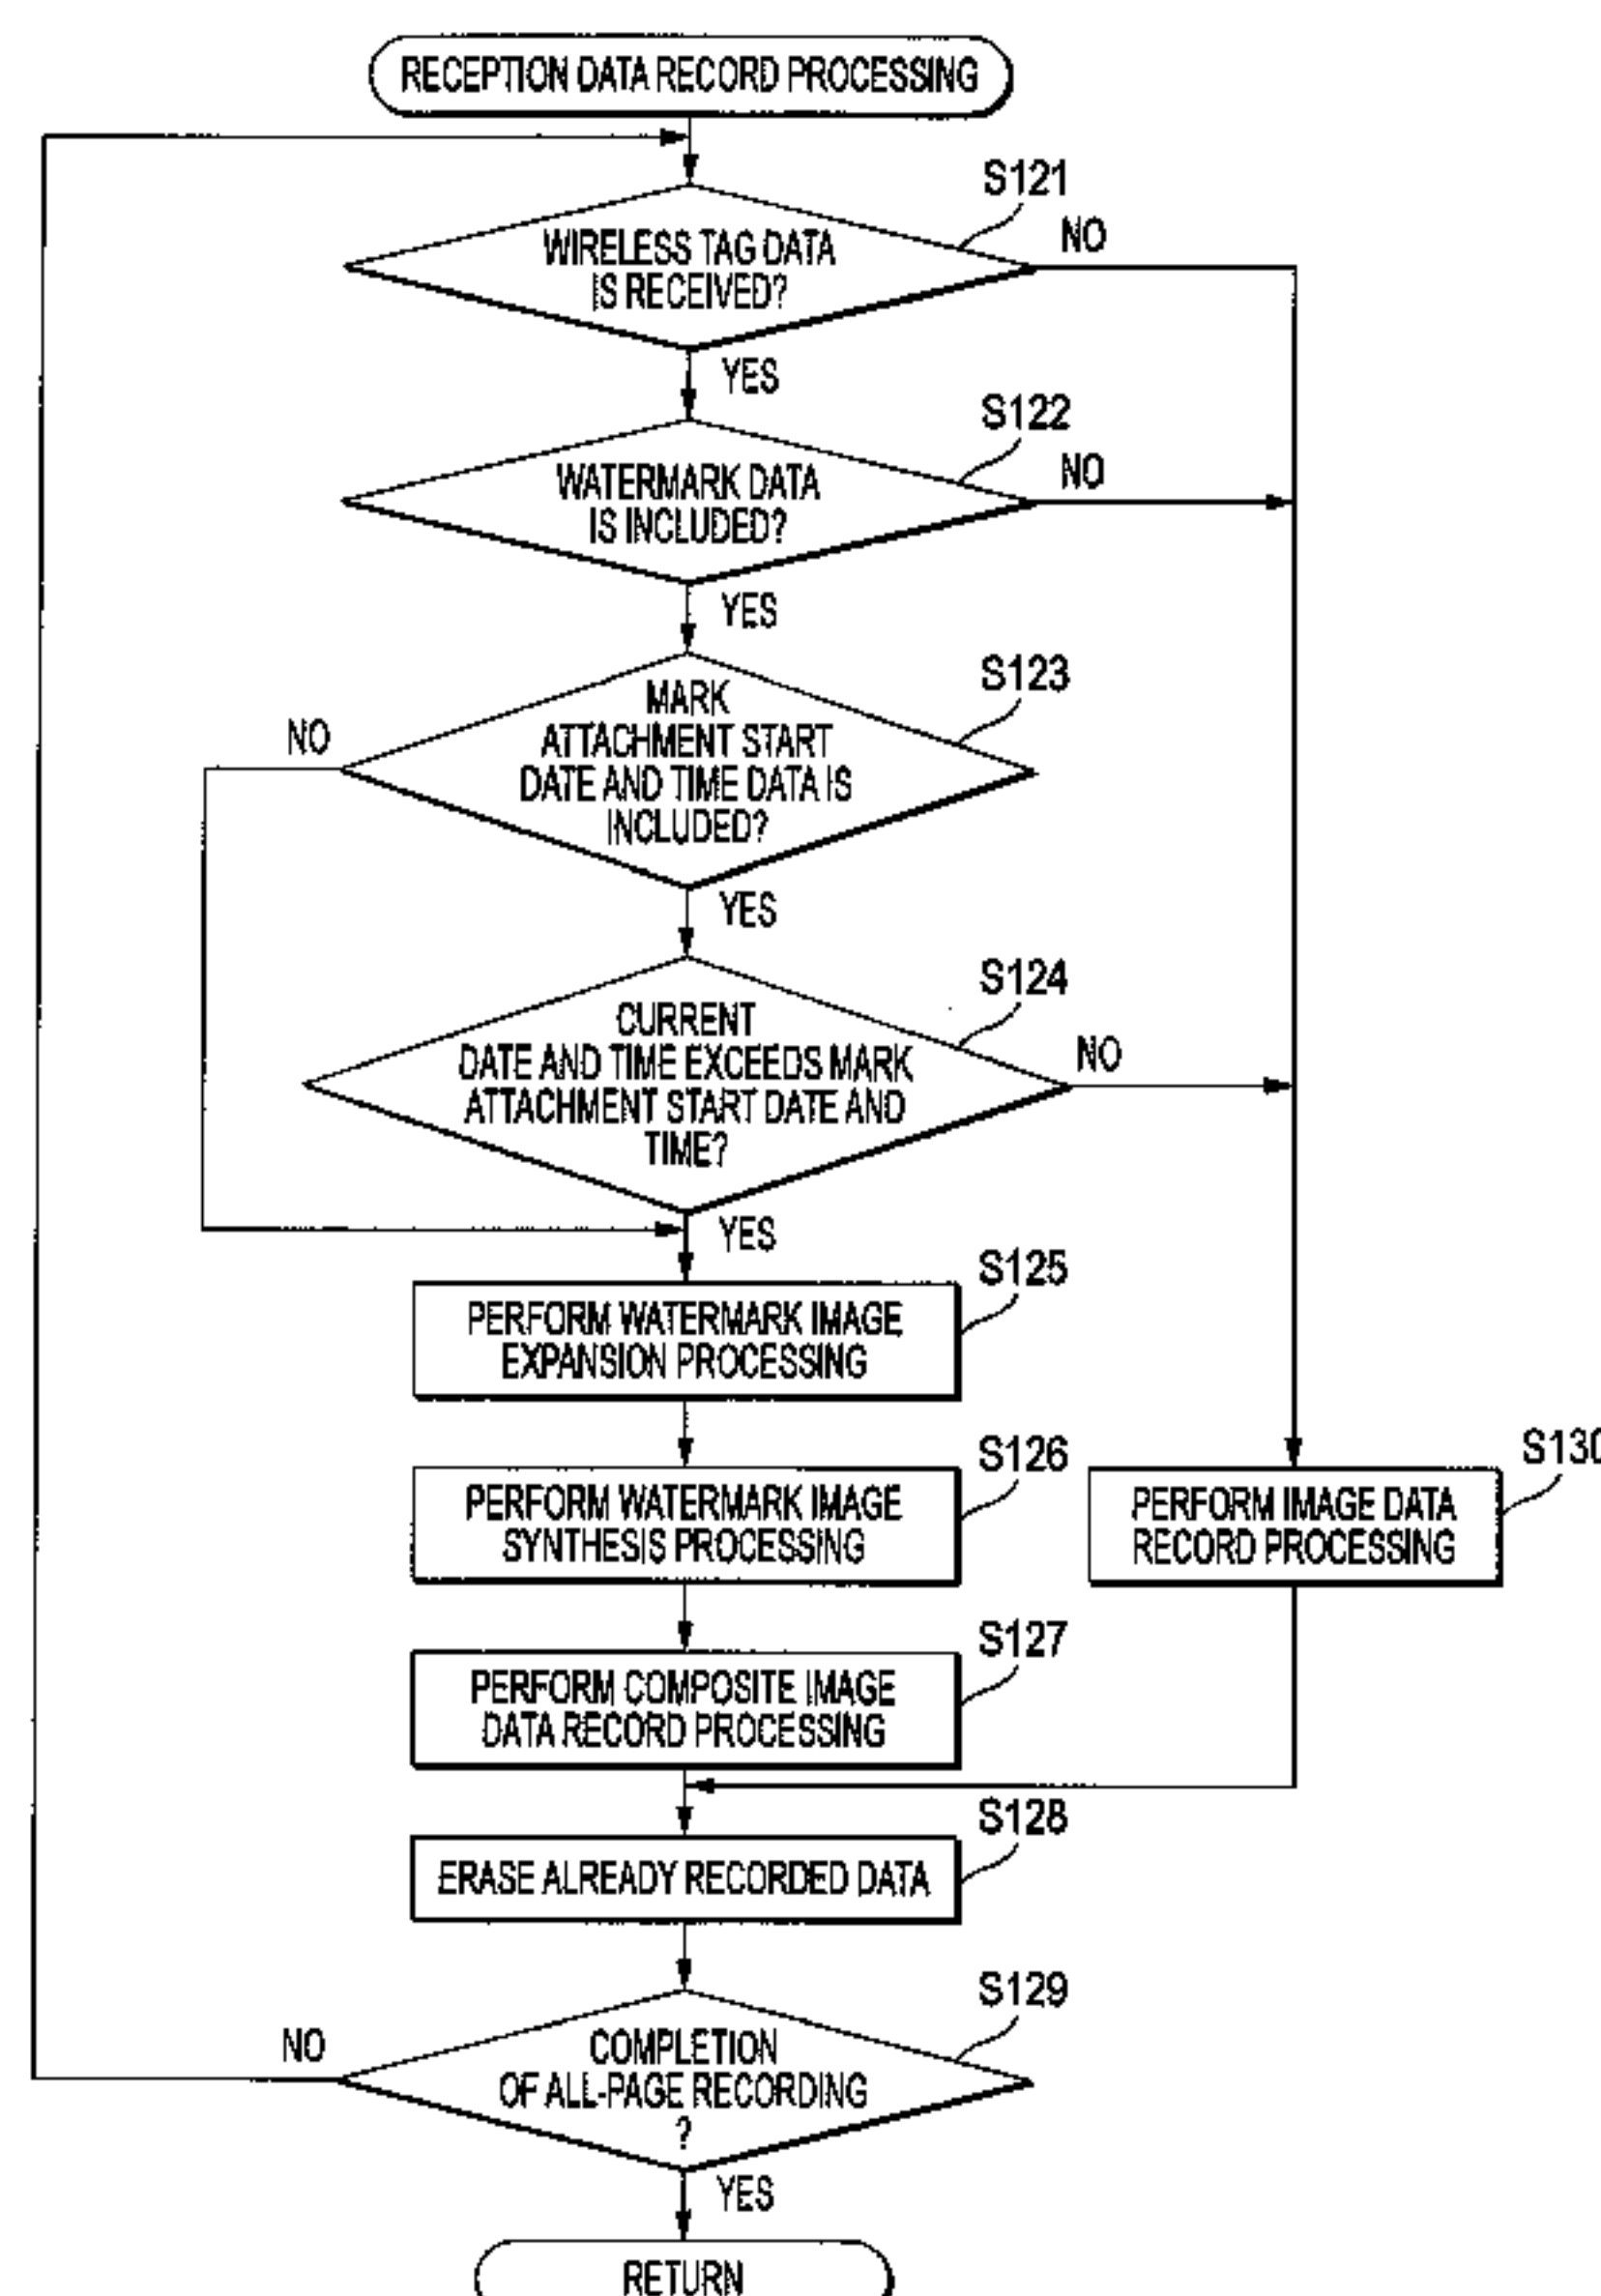 RECEPTION DATA RECORD PROCESSING
S121
WIRELESS TAG DATA
IS RECEIVED?
NO
YES
S122
WATERMARK DATA
IS INCLUDED?
NO
YES
S123
MARK
ATTACHMENT START
DATE AND TIME DATA IS
INCLUDED?
NO
YES
S124
CURRENT
DATE AND TIME EXCEEDS MARK
ATTACHMENT START DATE AND
TIME?
NO
YES
S125
PERFORM WATERMARK IMAGE
EXPANSION PROCESSING
S126
PERFORM WATERMARK IMAGE
SYNTHESIS PROCESSING
S130
PERFORM IMAGE DATA
RECORD PROCESSING
S127
PERFORM COMPOSITE IMAGE
DATA RECORD PROCESSING
S128
ERASE ALREADY RECORDED DATA
S129
COMPLETION
OF ALL-PAGE RECORDING
?
NO
YES
RETURN